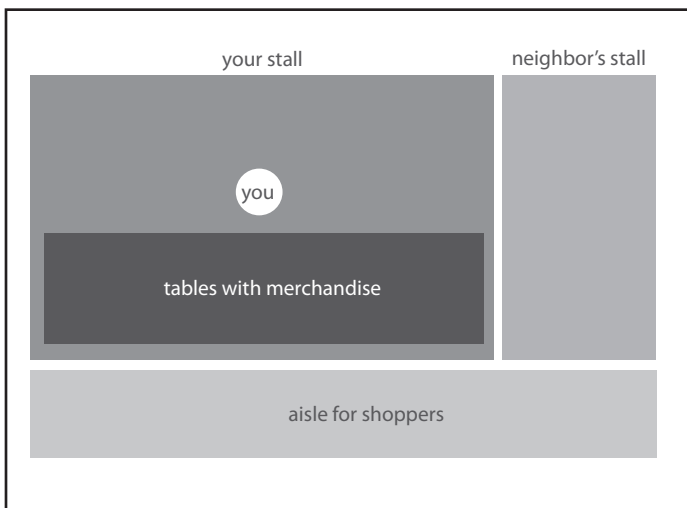 your stall
neighbor’s stall
you
tables with merchandise
aisle for shoppers